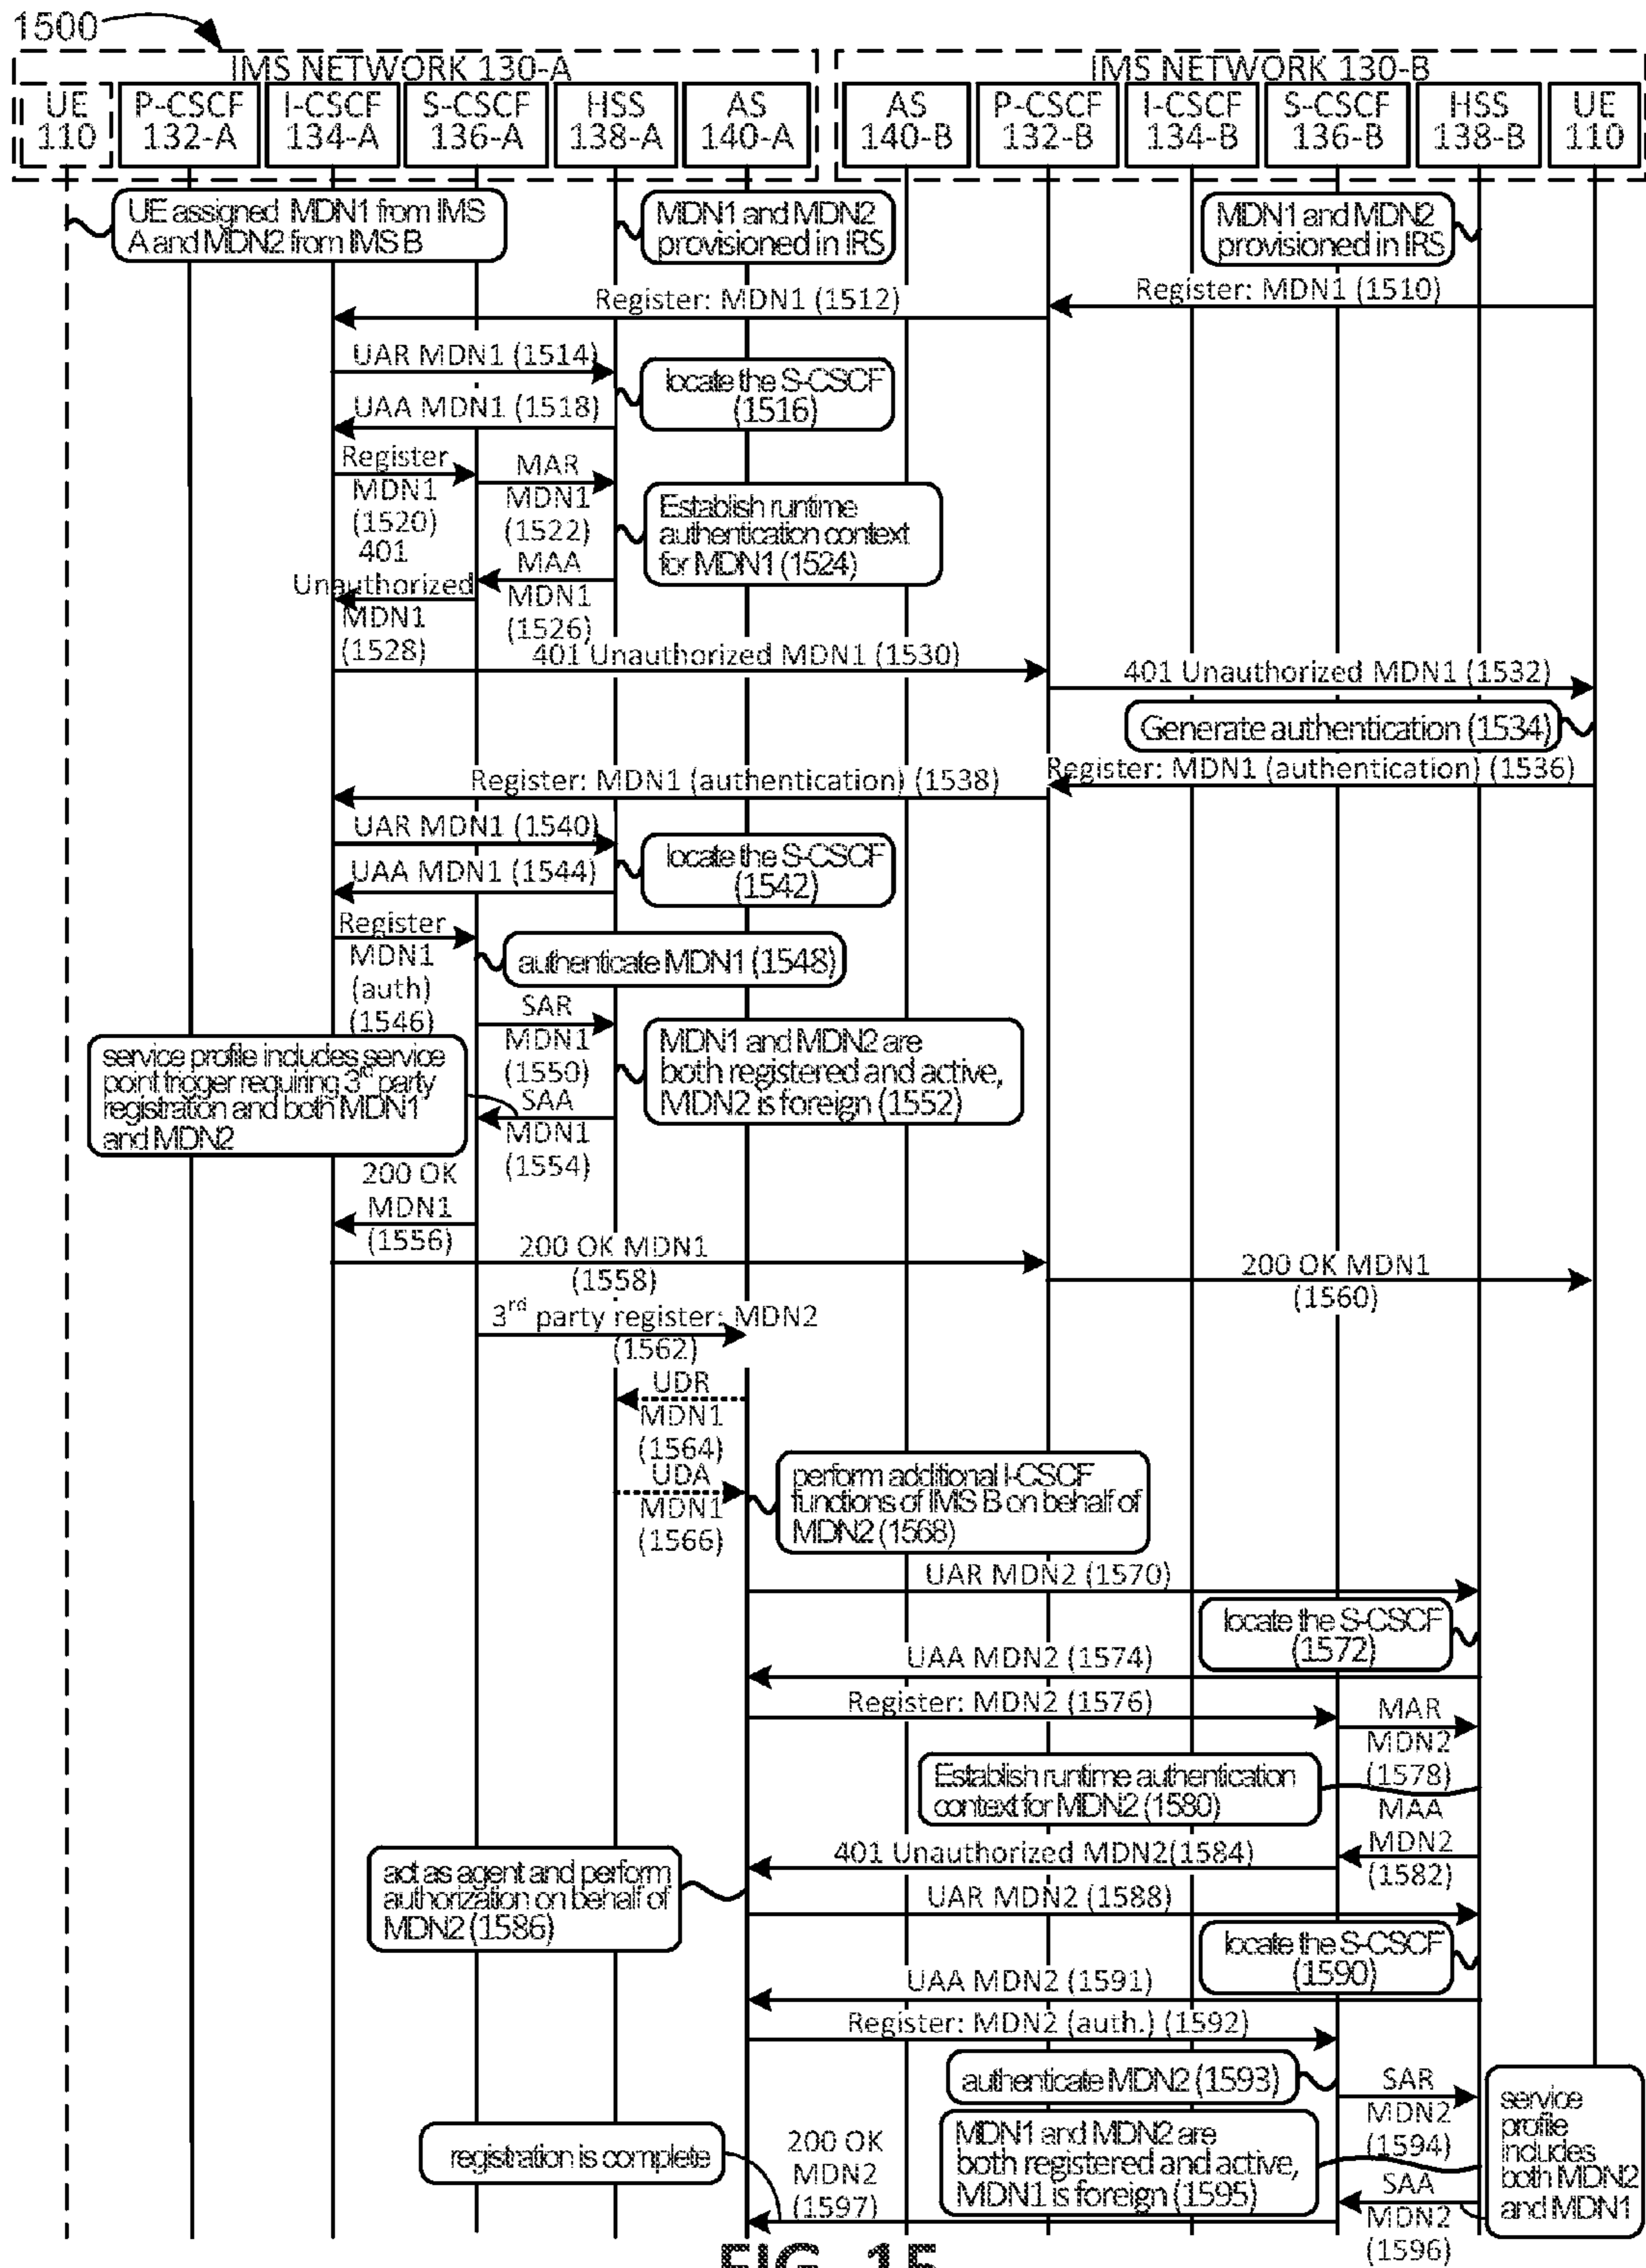 1500
IMS NETWORK 130-A
IMS NETWORK 130-B
UE
110
P-CSCF
132-A
I-CSCF
134-A
S-CSCF
136-A
HSS
138-A
AS
140-A
AS
140-B
P-CSCF
132-B
I-CSCF
134-B
S-CSCF
136-B
HSS
138-B
UE
110
UE assigned MDN1 from IMS
A and MDN2 from IMS B
MDN1 and MDN2
provisioned in IRS
MDN1 and MDN2
provisioned in IRS
Register: MDN1 (1510)
Register: MDN1 (1512)
UAR MDN1 (1514)
locate the S-CSCF
(1516)
UAA MDN1 (1518)
Register
MDN1
(1520)
MAR
MDN1
(1522)
Establish runtime
authentication context
for MDN1 (1524)
MAA
MDN1
(1526)
401
Unauthorized
MDN1
(1528)
401 Unauthorized MDN1 (1530)
401 Unauthorized MDN1 (1532)
Generate authentication (1534)
Register: MDN1 (authentication) (1536)
Register: MDN1 (authentication) (1538)
UAR MDN1 (1540)
locate the S-CSCF
(1542)
UAA MDN1 (1544)
Register
MDN1
(auth)
(1546)
authenticate MDN1 (1548)
SAR
MDN1
(1550)
MDN1 and MDN2 are
both registered and active,
MDN2 is foreign (1552)
service profile includes service
point trigger requiring 3rd party
registration and both MDN1
and MDN2
SAA
MDN1
(1554)
200 OK
MDN1
(1556)
200 OK MDN1
(1558)
200 OK MDN1
(1560)
3rd party register: MDN2
(1562)
UDR
MDN1
(1564)
UDA
MDN1
(1566)
perform additional I-CSCF
functions of IMS B on behalf of
MDN2 (1568)
UAR MDN2 (1570)
locate the S-CSCF
(1572)
UAA MDN2 (1574)
Register: MDN2 (1576)
MAR
MDN2
(1578)
Establish runtime authentication
context for MDN2 (1580)
MAA
MDN2
(1582)
401 Unauthorized MDN2(1584)
act as agent and perform
authorization on behalf of
MDN2 (1586)
UAR MDN2 (1588)
locate the S-CSCF
(1590)
UAA MDN2 (1591)
Register: MDN2 (auth.) (1592)
authenticate MDN2 (1593)
SAR
MDN2
(1594)
MDN1 and MDN2 are
both registered and active,
MDN1 is foreign (1595)
service
profile
includes
both MDN2
and MDN1
SAA
MDN2
(1596)
registration is complete
200 OK
MDN2
(1597)
FIG. 15